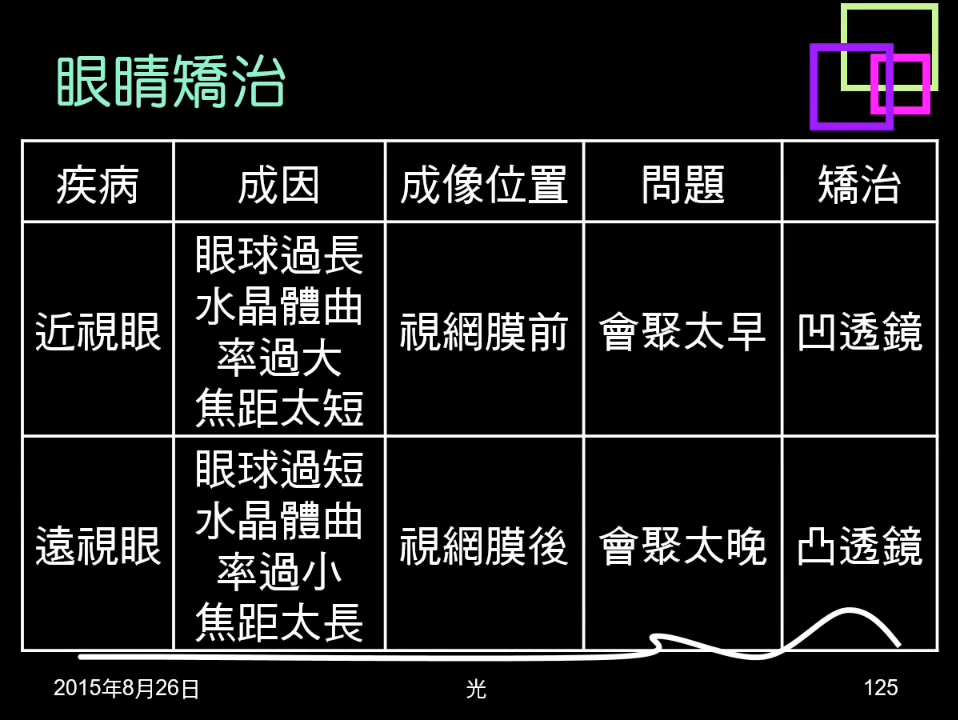 眼睛矯治
疾病 成因 成像位置 問題 矯治
近視眼 眼球過長 水晶體曲率過大 焦距太短 視網膜前 會聚太早 凹透鏡
遠視眼 眼球過短 水晶體曲率過小 焦距太長 視網膜後 會聚太晚 凸透鏡
2015年8月26日 光 125